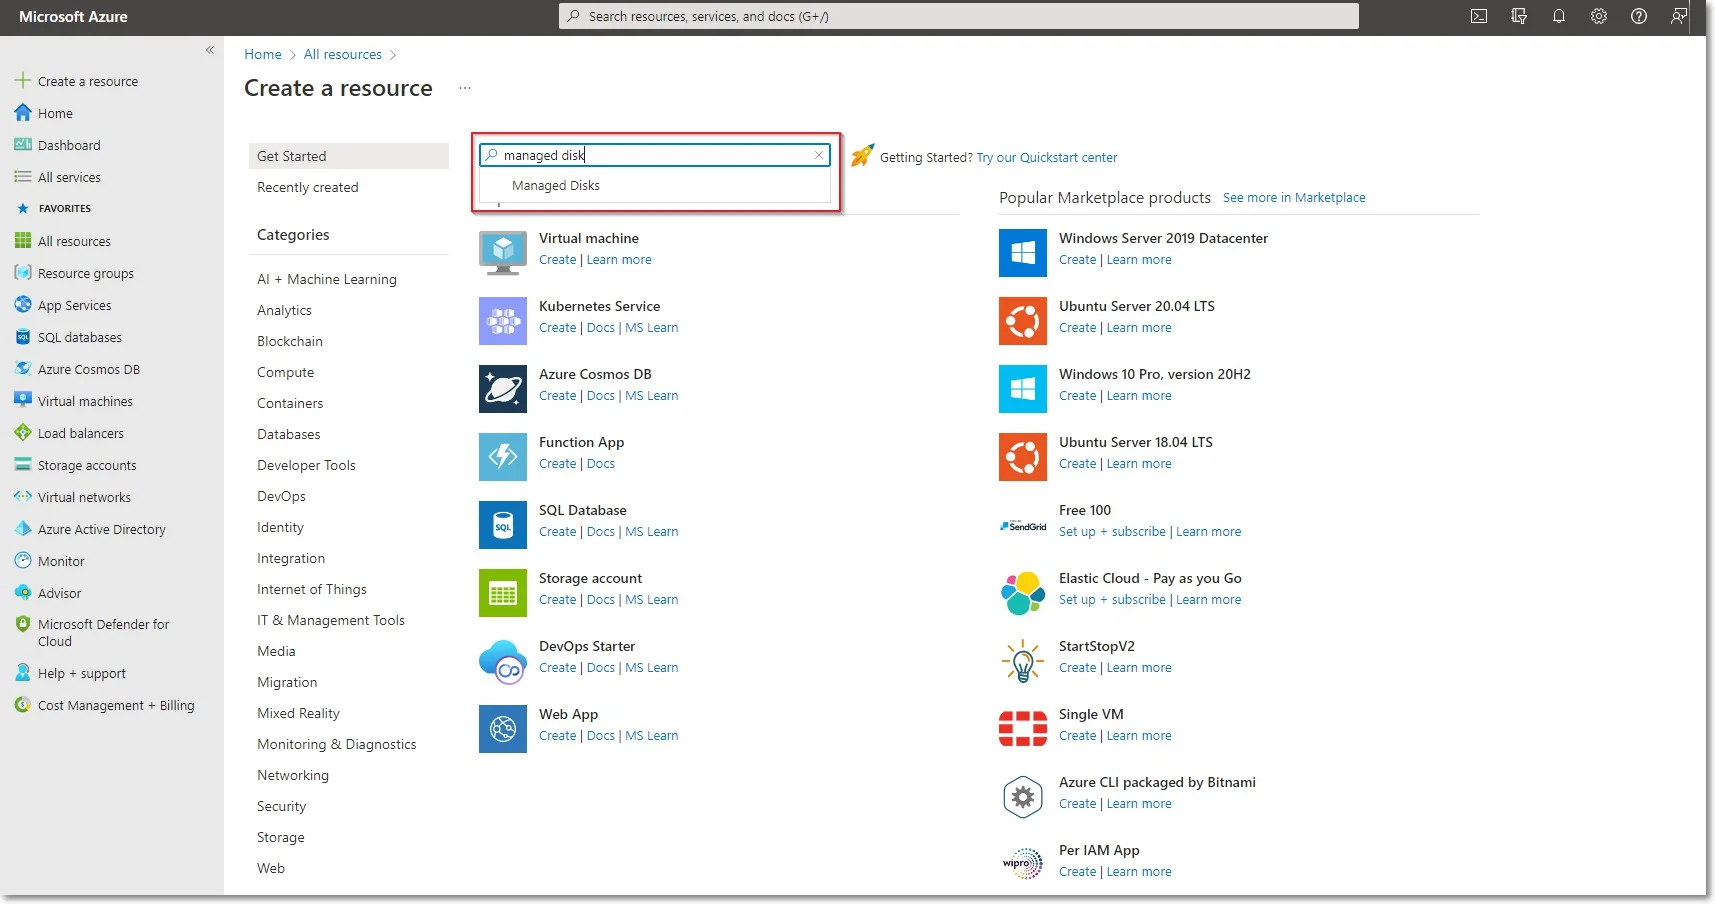 Microsoft Azure
Search resources, services, and docs (G+/)
«
Create a resource
Home
Dashboard
All services
FAVORITES
All resources
Resource groups
App Services
SQL databases
Azure Cosmos DB
Virtual machines
Load balancers
Storage accounts
Virtual networks
Azure Active Directory
Monitor
Advisor
Microsoft Defender for
Cloud
Help + support
Cost Management + Billing
Home > All resources >
Create a resource ...
Get Started
Recently created
Categories
AI + Machine Learning
Analytics
Blockchain
Compute
Containers
Databases
Developer Tools
DevOps
Identity
Integration
Internet of Things
IT & Management Tools
Media
Migration
Mixed Reality
Monitoring & Diagnostics
Networking
Security
Storage
Web
managed disk
Managed Disks
Getting Started? Try our Quickstart center
Virtual machine
Create | Learn more
Kubernetes Service
Create | Docs | MS Learn
Azure Cosmos DB
Create | Docs | MS Learn
Function App
Create | Docs
SQL
SQL Database
Create | Docs | MS Learn
Storage account
Create | Docs | MS Learn
DevOps Starter
Create | Docs | MS Learn
Web App
Create | Docs | MS Learn
Popular Marketplace products See more in Marketplace
Windows Server 2019 Datacenter
Create | Learn more
Ubuntu Server 20.04 LTS
Create | Learn more
Windows 10 Pro, version 20H2
Create | Learn more
Ubuntu Server 18.04 LTS
Create | Learn more
SendGrid
Free 100
Set up + subscribe | Learn more
Elastic Cloud - Pay as you Go
Set up + subscribe | Learn more
StartStopV2
Create | Learn more
Single VM
Create | Learn more
Azure CLI packaged by Bitnami
Create | Learn more
wipro
Per IAM App
Create | Learn more